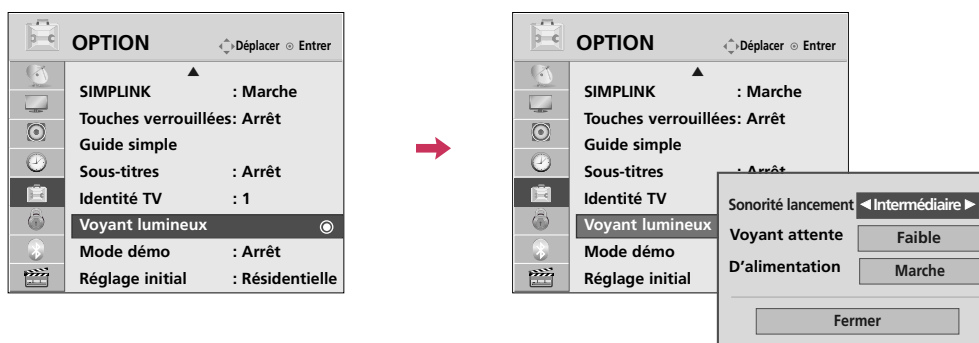 OPTION
Déplacer
Entrer
SIMPLINK : Marche
Touches verrouillées: Arrêt
Guide simple
Sous-titres : Arrêt
Identité TV : 1
Voyant lumineux
Mode démo : Arrêt
Réglage initial : Résidentielle
OPTION
Déplacer
Entrer
SIMPLINK : Marche
Touches verrouillées: Arrêt
Guide simple
Sous-titres : Arrêt
Identité TV
Voyant lumineux
Mode démo
Réglage initial
Sonorité lancement Intermédiaire
Voyant attente Faible
D'alimentation Marche
Fermer